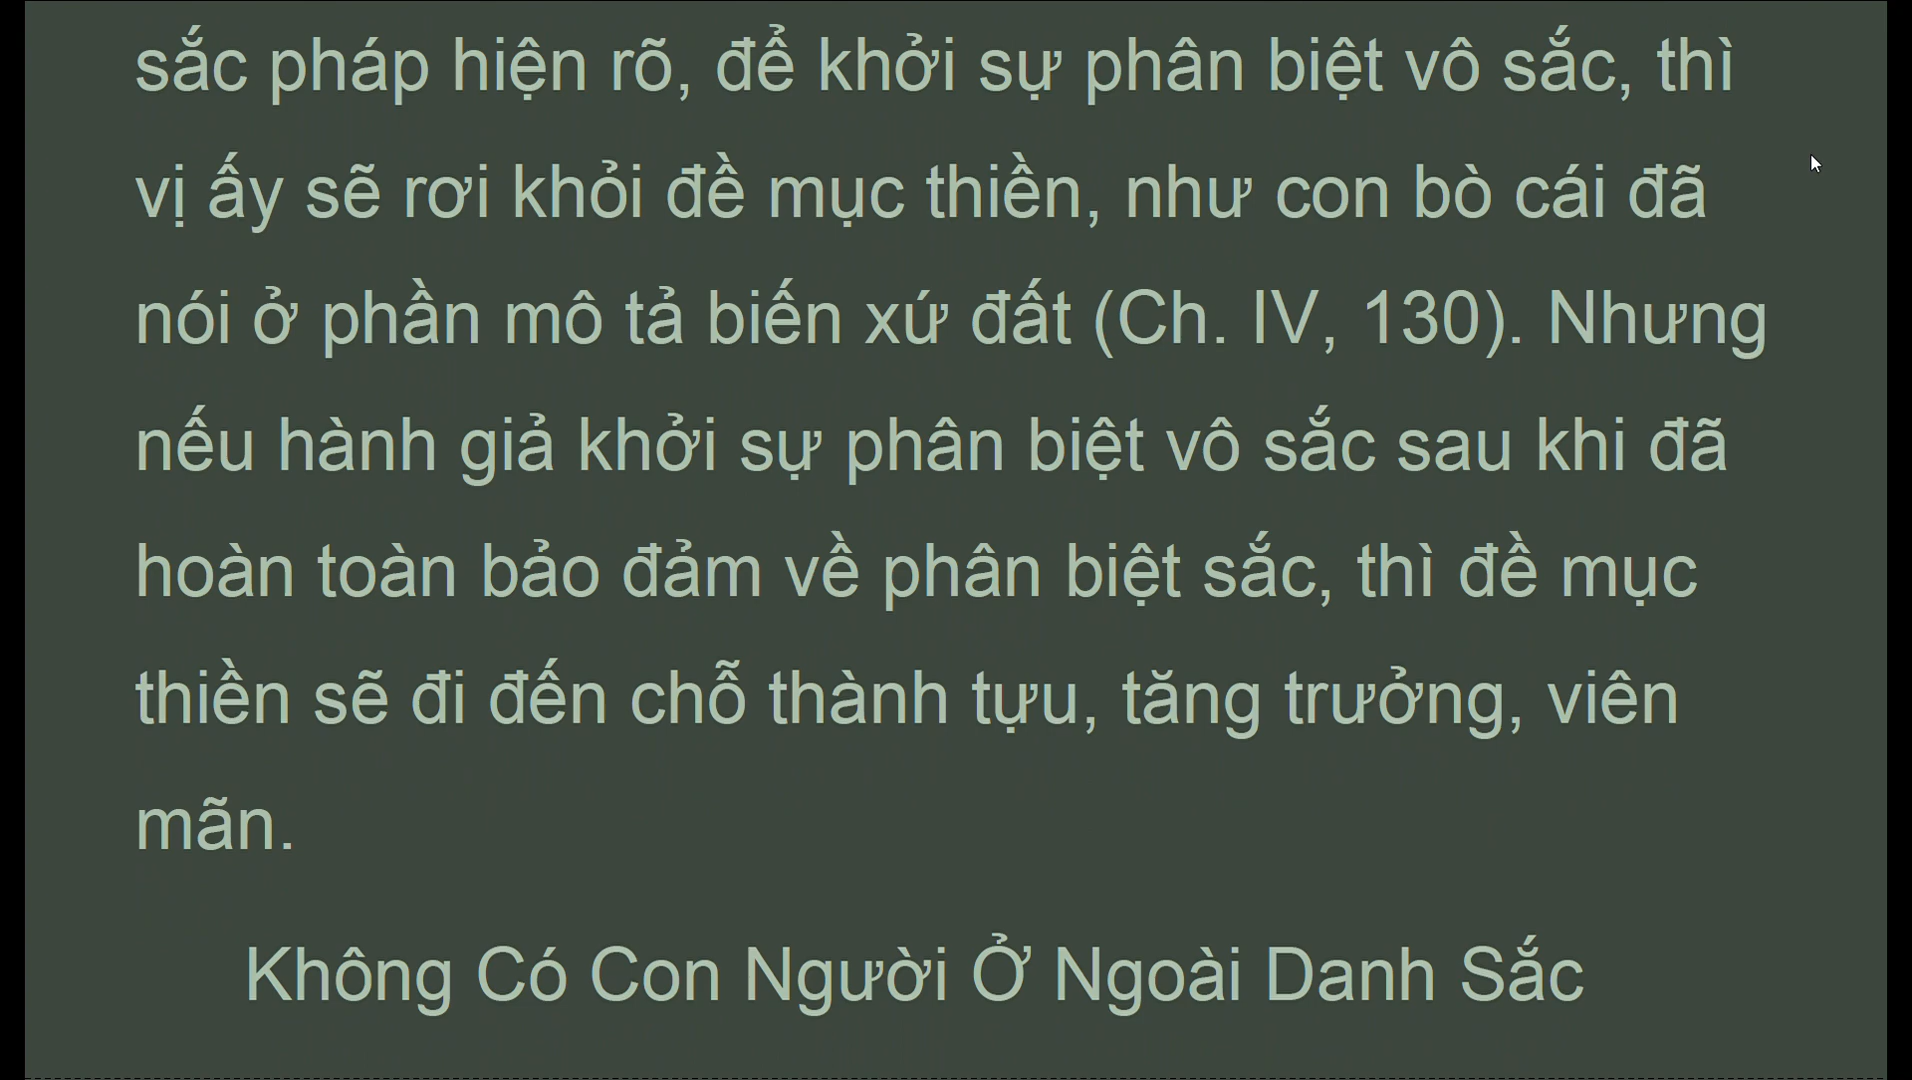 sắc pháp hiện rõ, để khởi sự phân biệt vô sắc, thì
vị ấy sẽ rơi khỏi đề mục thiền, như con bò cái đã
nói ở phần mô tả biến xứ đất (Ch. IV, 130). Nhưng
nếu hành giả khởi sự phân biệt vô sắc sau khi đã
hoàn toàn bảo đảm về phân biệt sắc, thì đề mục
thiền sẽ đi đến chỗ thành tựu, tăng trưởng, viên
mãn.
Không Có Con Người Ở Ngoài Danh Sắc